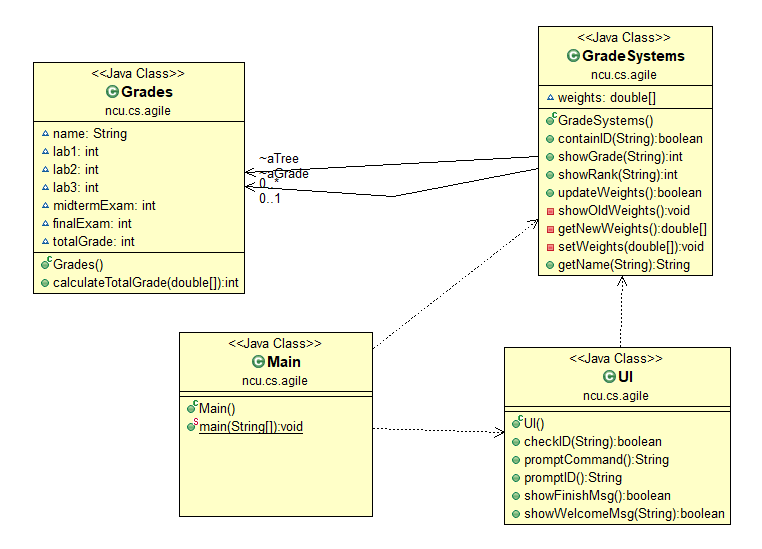 <<Java Class>>
Grades
ncu.cs.agile
name: String
lab1: int
lab2: int
lab3: int
midtermExam: int
finalExam: int
totalGrade: int
Grades()
calculateTotalGrade(double[]):int
~aTree
~aGrade
0..*
0..1
<<Java Class>>
GradeSystems
ncu.cs.agile
weights: double[]
GradeSystems()
containID(String):boolean
showGrade(String):int
showRank(String):int
updateWeights():boolean
showOldWeights():void
getNewWeights():double[]
setWeights(double[]):void
getName(String):String
<<Java Class>>
Main
ncu.cs.agile
Main()
main(String[]):void
<<Java Class>>
UI
ncu.cs.agile
UI()
checkID(String):boolean
promptCommand():String
promptID():String
showFinishMsg():boolean
showWelcomeMsg(String):boolean